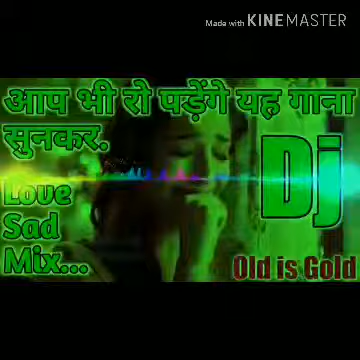 Made with KINEMASTER
आप भी रो पड़ेंगे यह गाना
सुनकर.
Dj
Love
Sad
Mix...
Old is Gold